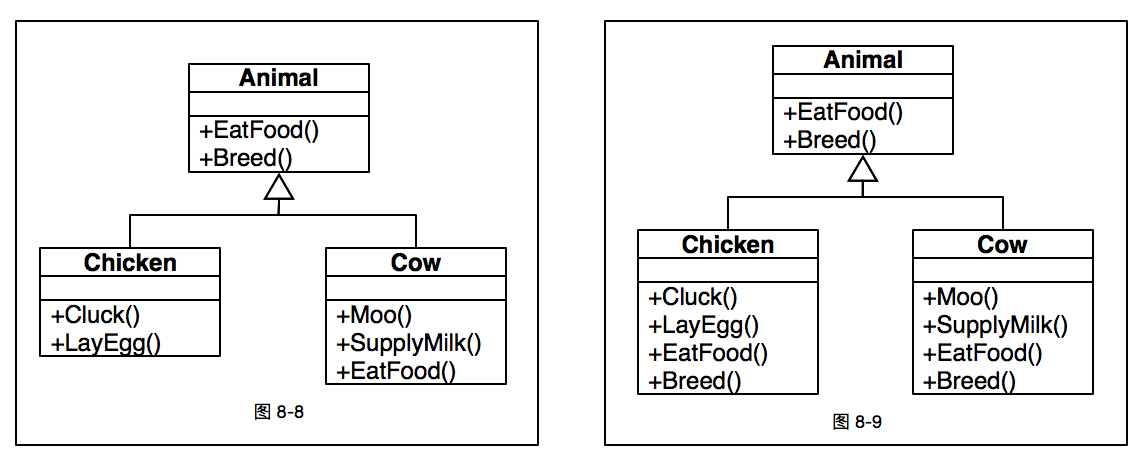 Animal
+EatFood()
+Breed()
Chicken
+Cluck()
+LayEgg()
Cow
+Moo()
+SupplyMilk()
+EatFood()
图 8-8
Animal
+EatFood()
+Breed()
Chicken
+Cluck()
+LayEgg()
+EatFood()
+Breed()
Cow
+Moo()
+SupplyMilk()
+EatFood()
+Breed()
图 8-9